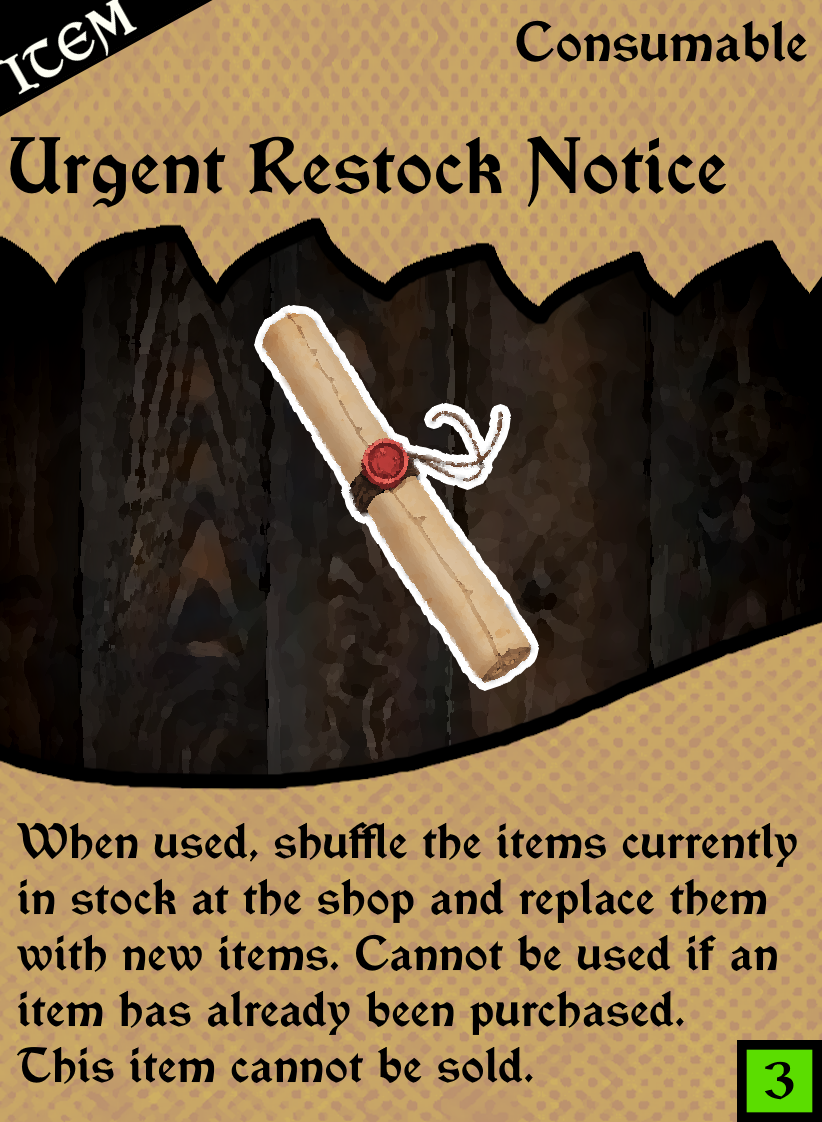 ITEM
Consumable
Urgent Restock Notice
When used, shuffle the items currently
in stock at the shop and replace them
with new items. Cannot be used if an
item has already been purchased.
This item cannot be sold.
3